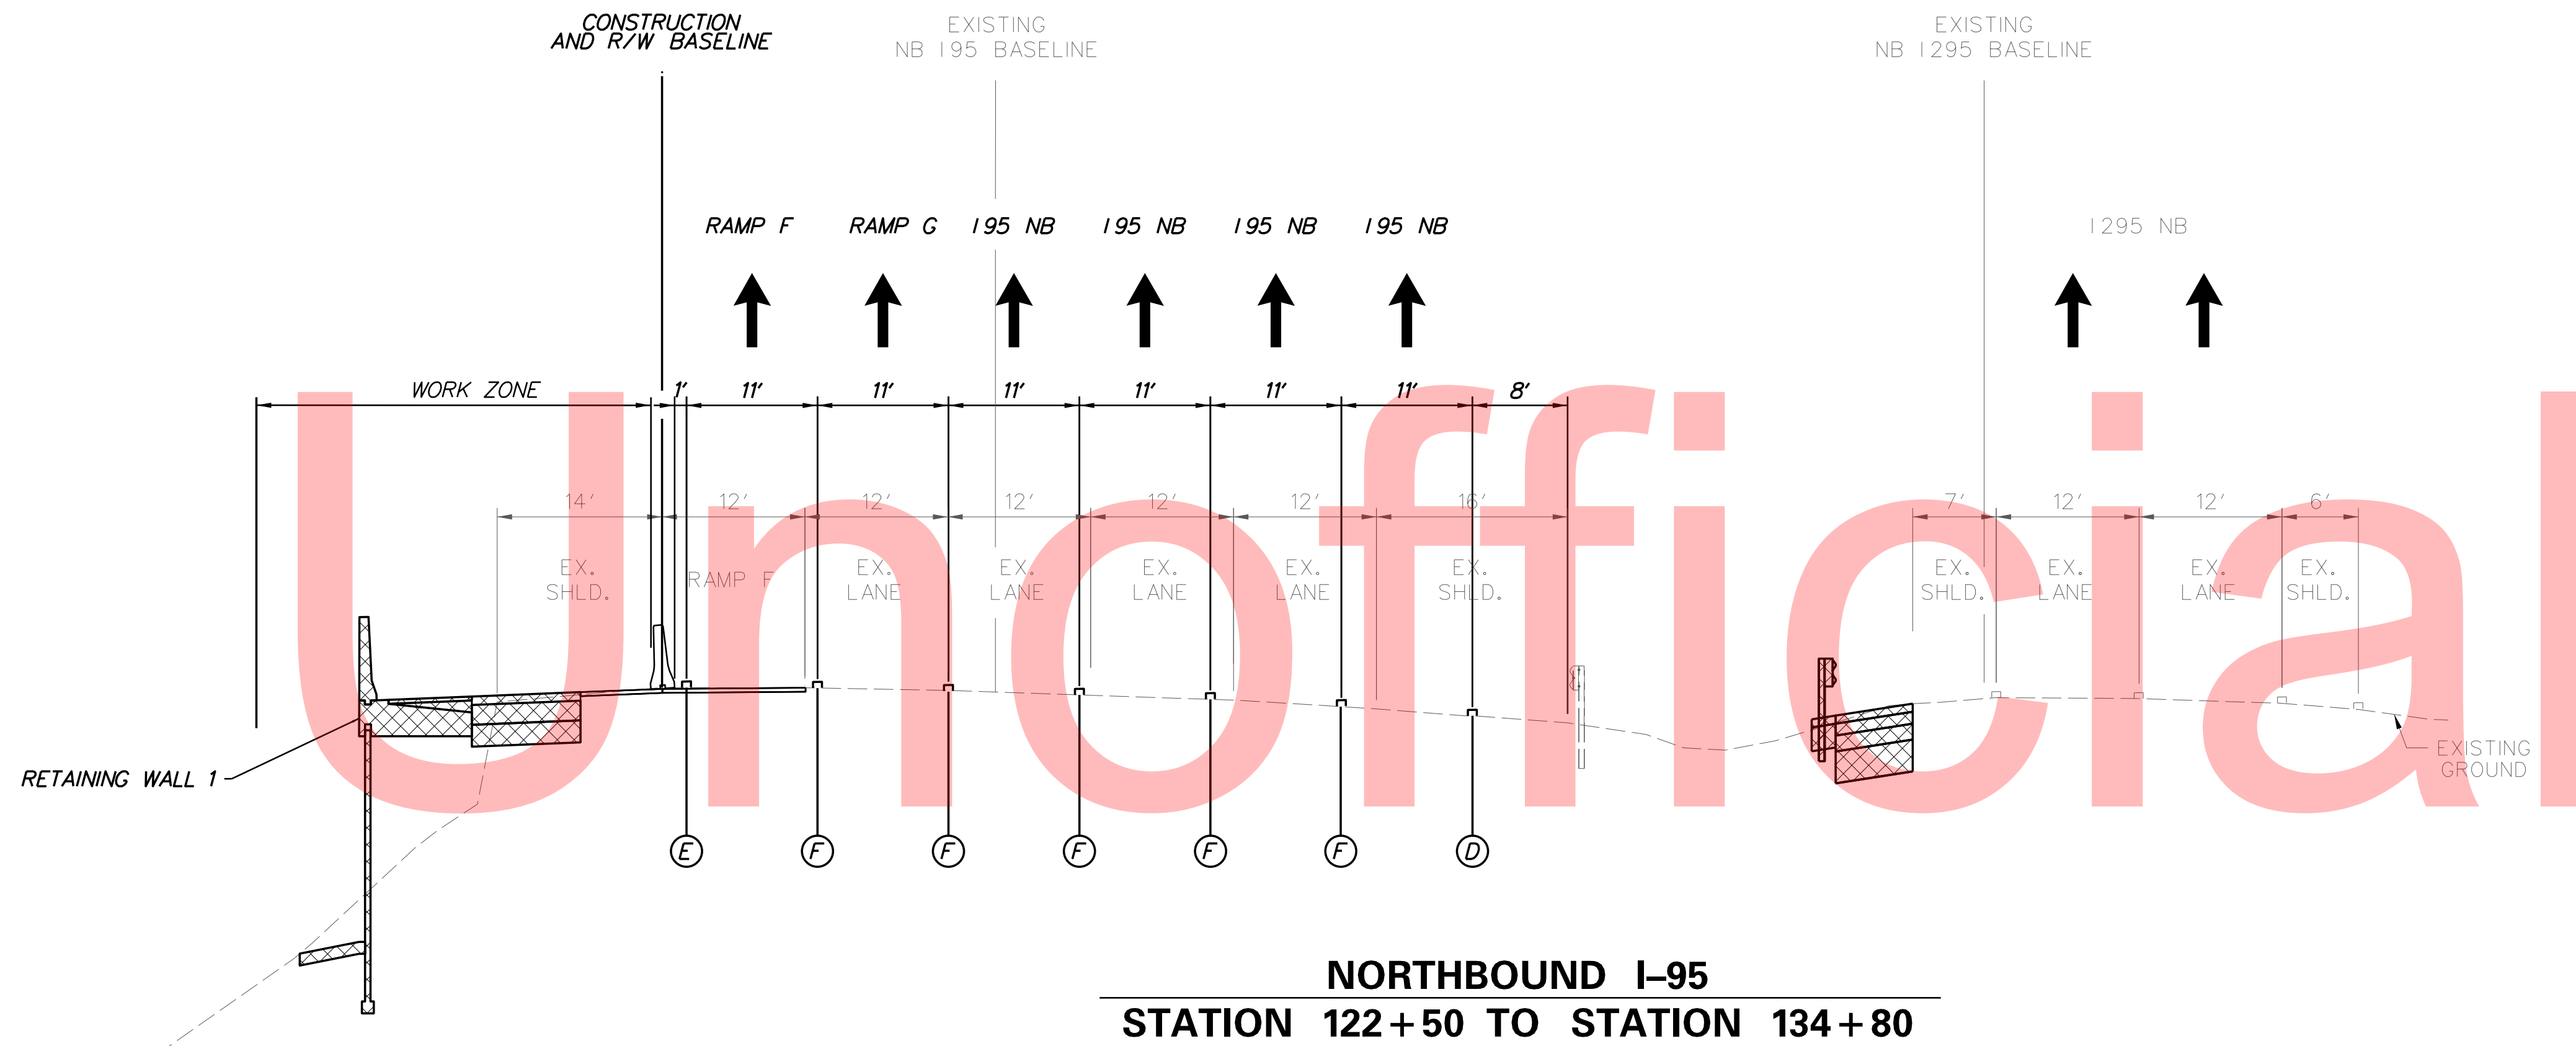 CONSTRUCTION
AND R/W BASELINE
EXISTING
NB I95 BASELINE
EXISTING
NB I295 BASELINE
RAMP F
RAMP G
I95 NB
I95 NB
I95 NB
I95 NB
I295 NB
WORK ZONE
1'
11'
11'
11'
11'
11'
11'
8'
14'
12'
12'
12'
12'
12'
16'
7'
12'
12'
6'
EX.
SHLD.
RAMP F
EX.
LANE
EX.
LANE
EX.
LANE
EX.
LANE
EX.
SHLD.
EX.
SHLD.
EX.
LANE
EX.
LANE
EX.
SHLD.
Unofficial
RETAINING WALL 1
EXISTING
GROUND
E
F
F
F
F
F
D
NORTHBOUND I–95
STATION 122+50 TO STATION 134+80